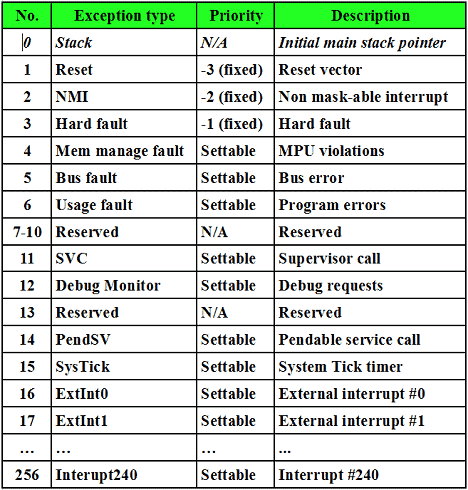 No. Exception type Priority Description
0 Stack N/A Initial main stack pointer
1 Reset -3 (fixed) Reset vector
2 NMI -2 (fixed) Non mask-able interrupt
3 Hard fault -1 (fixed) Hard fault
4 Mem manage fault Settable MPU violations
5 Bus fault Settable Bus error
6 Usage fault Settable Program errors
7-10 Reserved N/A Reserved
11 SVC Settable Supervisor call
12 Debug Monitor Settable Debug requests
13 Reserved N/A Reserved
14 PendSV Settable Pendable service call
15 SysTick Settable System Tick timer
16 ExtInt0 Settable External interrupt #0
17 ExtInt1 Settable External interrupt #1
… … … ...
256 Interupt240 Settable Interrupt #240